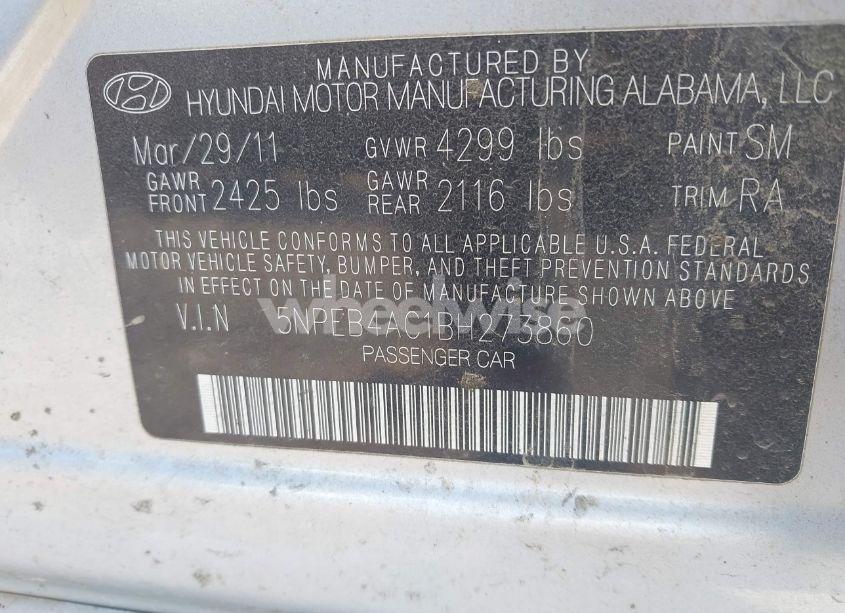 MANUFACTURED BY
HYUNDAI MOTOR MANUFACTURING ALABAMA, LLC
Mar/29/11 GVWR 4299 lbs PAINT SM
GAWR FRONT 2425 lbs GAWR REAR 2116 lbs TRIM RA
THIS VEHICLE CONFORMS TO ALL APPLICABLE U.S.A. FEDERAL
MOTOR VEHICLE SAFETY, BUMPER, AND THEFT PREVENTION STANDARDS
IN EFFECT ON THE DATE OF MANUFACTURE SHOWN ABOVE
wheelwise
V.I.N 5NPEB4AC1BH273860
PASSENGER CAR